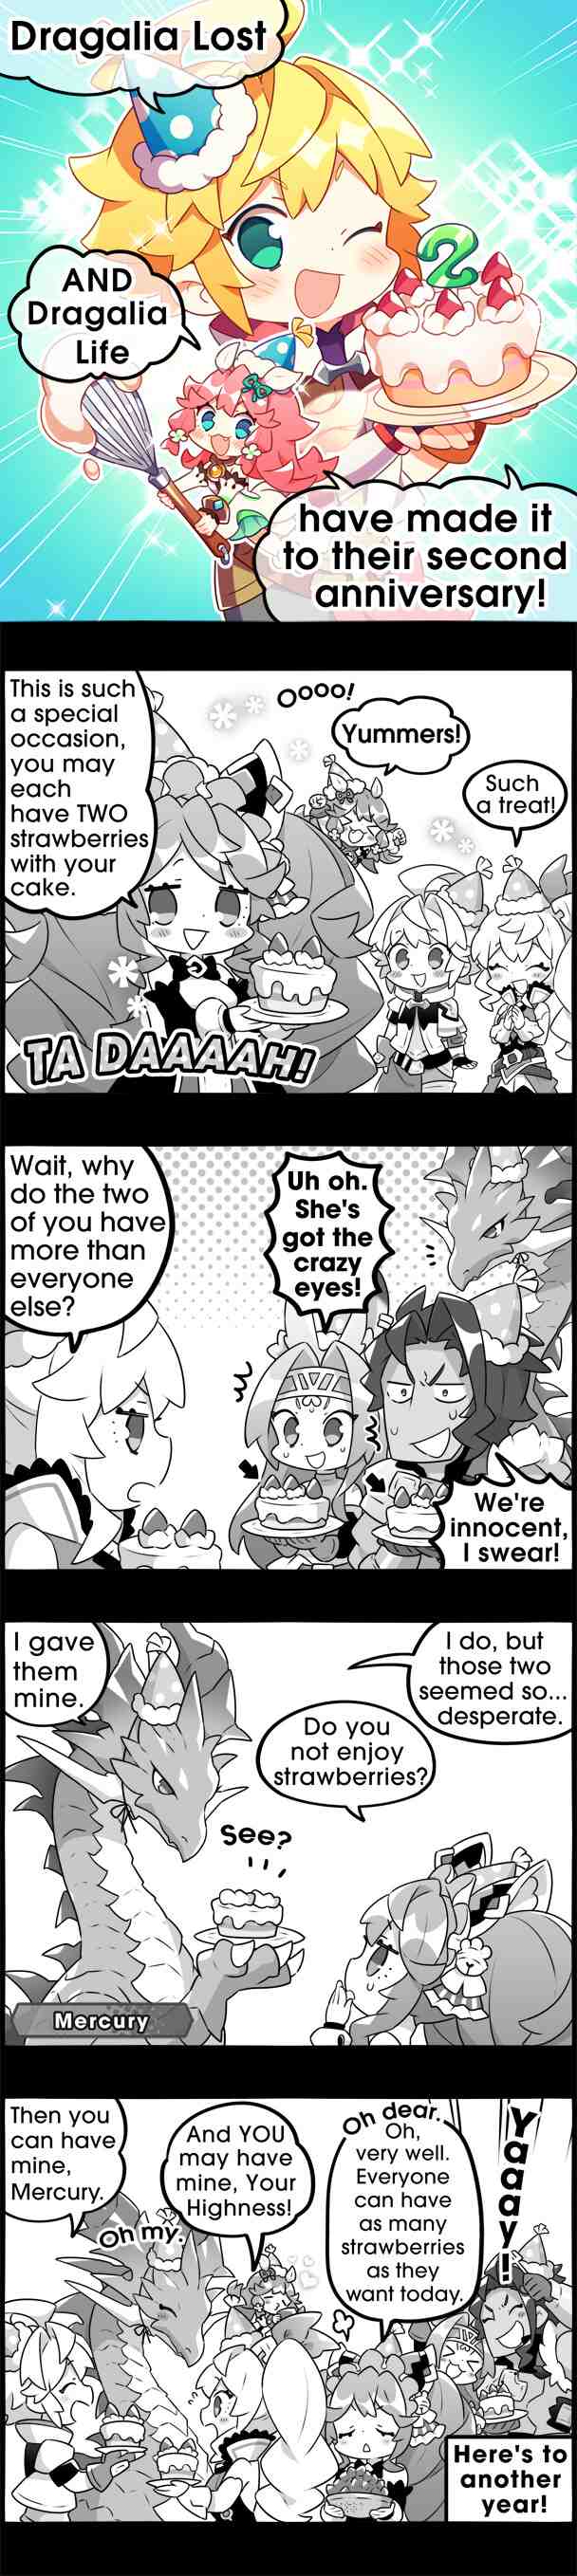 Dragalia Lost
AND
Dragalia
Life
2
have made it
to their second
anniversary!
This is such
a special
occasion,
you may
each
have TWO
strawberries
with your
cake.
Oooo!
Yummers!
Such
a treat!
TA DAAAAH!
Wait, why
do the two
of you have
more than
everyone
else?
Uh oh.
She's
got the
crazy
eyes!
We're
innocent,
I swear!
I gave
them
mine.
I do, but
those two
seemed so...
desperate.
Do you
not enjoy
strawberries?
See?
Mercury
Then you
can have
mine,
Mercury.
Oh my.
And YOU
may have
mine, Your
Highness!
Oh dear.
Oh,
very well.
Everyone
can have
as many
strawberries
as they
want today.
Yaaay!
Here's to
another
year!